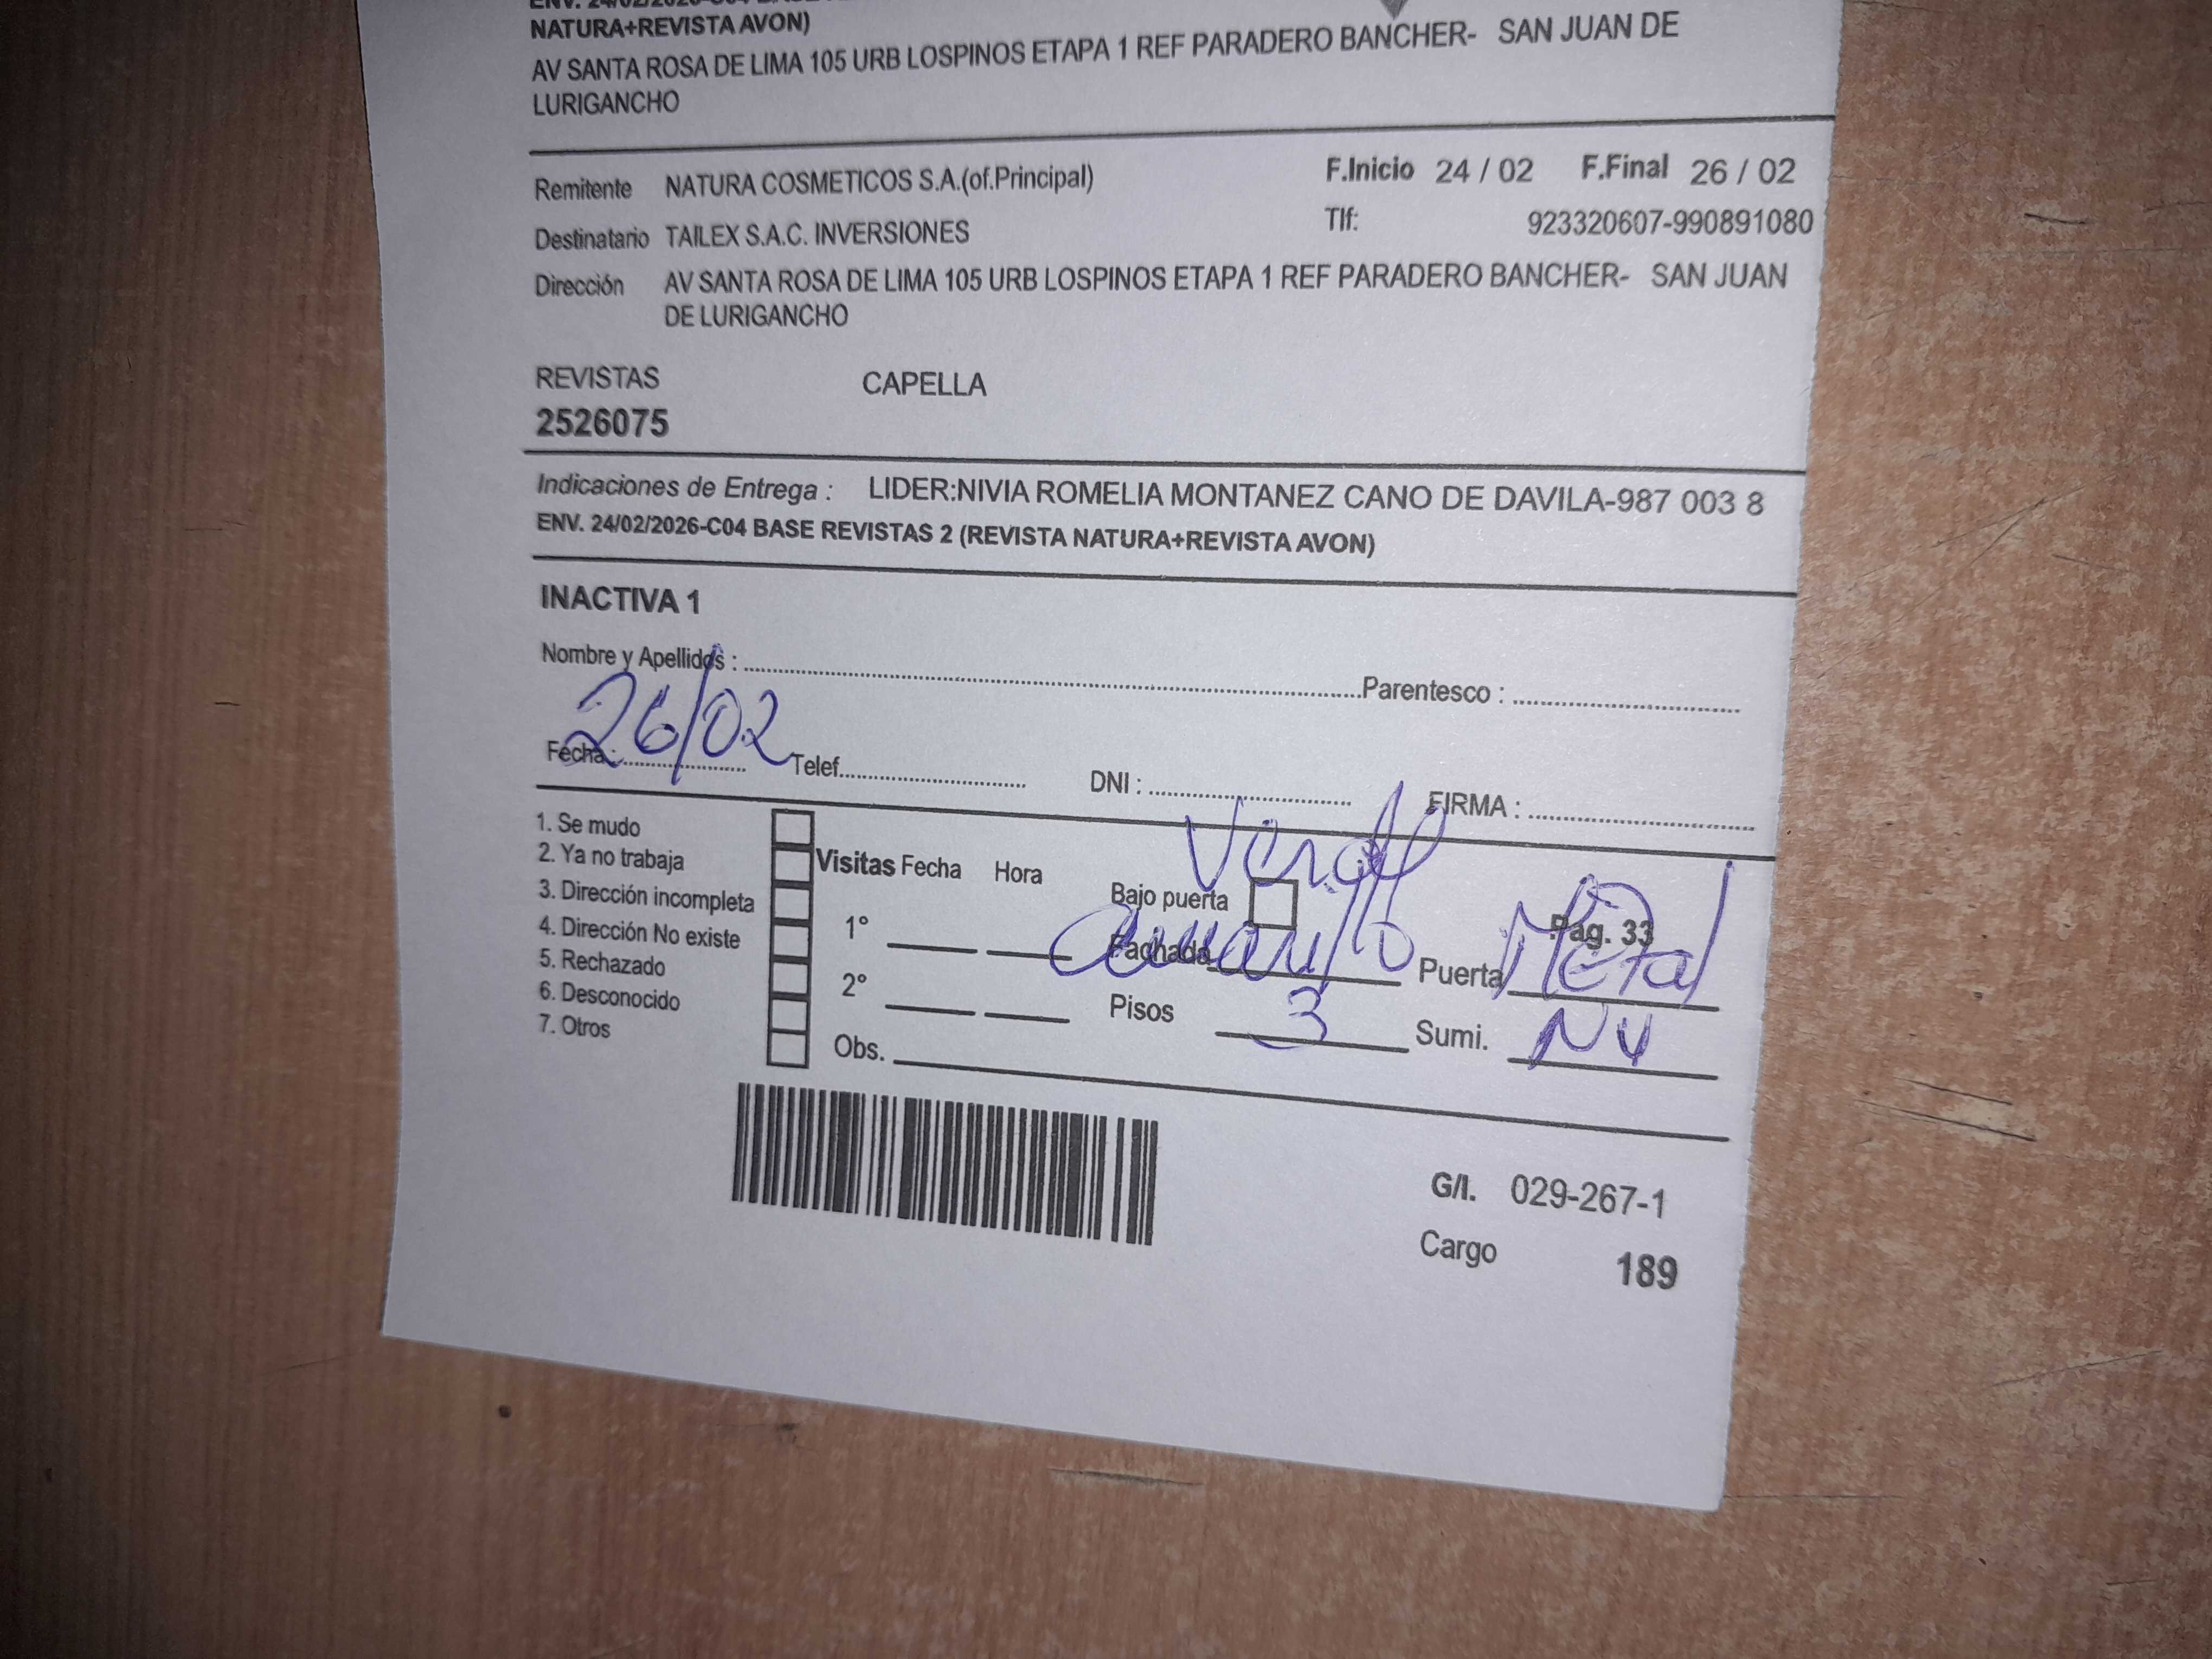 NATURA+REVISTA AVON)
AV SANTA ROSA DE LIMA 105 URB LOSPINOS ETAPA 1 REF PARADERO BANCHER- SAN JUAN DE
LURIGANCHO
Remitente NATURA COSMETICOS S.A.(of.Principal) F.Inicio 24 / 02 F.Final 26 / 02
Destinatario TAILEX S.A.C. INVERSIONES Tlf: 923320607-990891080
Dirección AV SANTA ROSA DE LIMA 105 URB LOSPINOS ETAPA 1 REF PARADERO BANCHER- SAN JUAN
DE LURIGANCHO
REVISTAS CAPELLA
2526075
Indicaciones de Entrega : LIDER:NIVIA ROMELIA MONTANEZ CANO DE DAVILA-987 003 8
ENV. 24/02/2026-C04 BASE REVISTAS 2 (REVISTA NATURA+REVISTA AVON)
INACTIVA 1
Nombre y Apellidos : Parentesco :
Fecha : 26/02 Telef. DNI : FIRMA :
1. Se mudo
2. Ya no trabaja
3. Dirección incompleta
4. Dirección No existe
5. Rechazado
6. Desconocido
7. Otros
Visitas Fecha Hora
1°
2°
Obs.
Verde
Bajo puerta
Pag. 33
Fachada amarillo Puerta Metal
Pisos 3 Sumi.
G/I. 029-267-1
Cargo 189